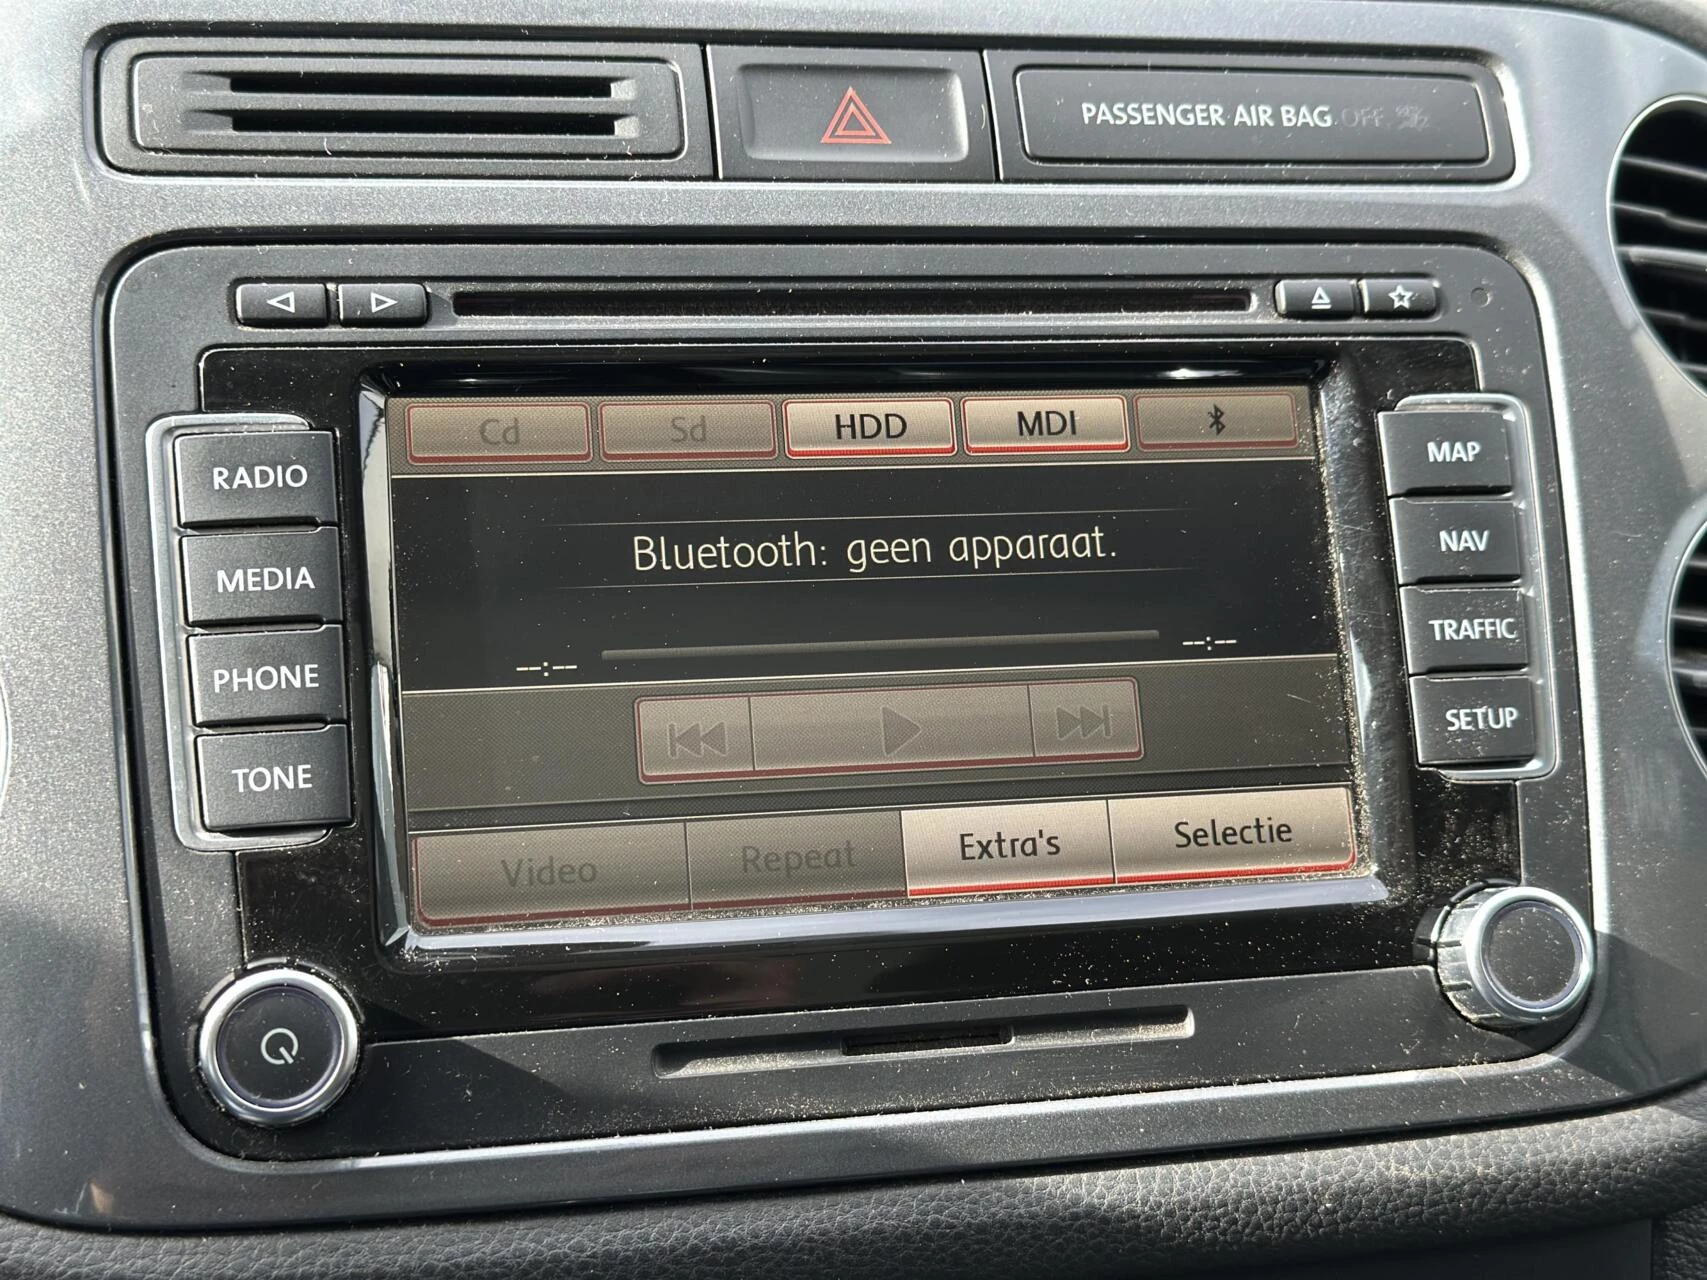 PASSENGER AIR BAG OFF
Cd Sd HDD MDI
RADIO
MEDIA
PHONE
TONE
Bluetooth: geen apparaat.
--:-- --:--
Video Repeat Extra's Selectie
MAP
NAV
TRAFFIC
SETUP